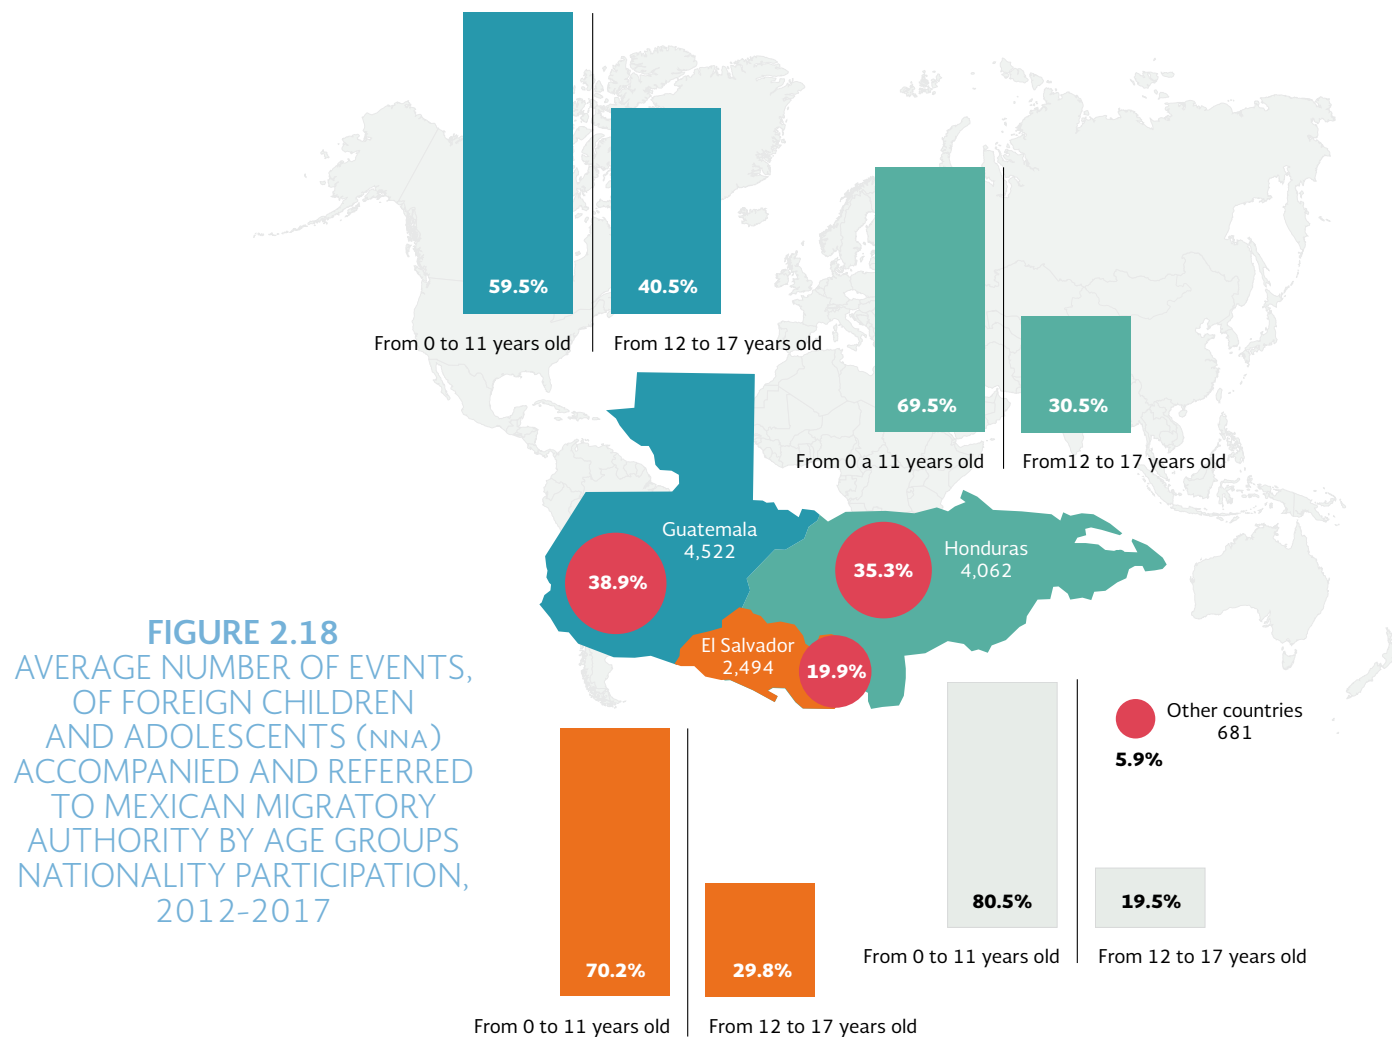 59.5%
40.5%
From 0 to 11 years old
From 12 to 17 years old
69.5%
30.5%
From 0 a 11 years old
From12 to 17 years old
Guatemala
4,522
38.9%
35.3%
Honduras
4,062
El Salvador
2,494
19.9%
FIGURE 2.18
AVERAGE NUMBER OF EVENTS,
OF FOREIGN CHILDREN
AND ADOLESCENTS (NNA)
ACCOMPANIED AND REFERRED
TO MEXICAN MIGRATORY
AUTHORITY BY AGE GROUPS
NATIONALITY PARTICIPATION,
2012-2017
Other countries
681
5.9%
80.5%
19.5%
From 0 to 11 years old
From 12 to 17 years old
70.2%
29.8%
From 0 to 11 years old
From 12 to 17 years old